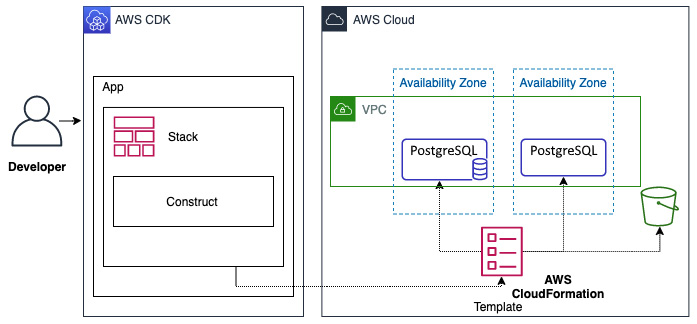 AWS CDK
AWS Cloud
App
Availability Zone
Availability Zone
VPC
Stack
PostgreSQL
PostgreSQL
Developer
Construct
AWS
CloudFormation
Template